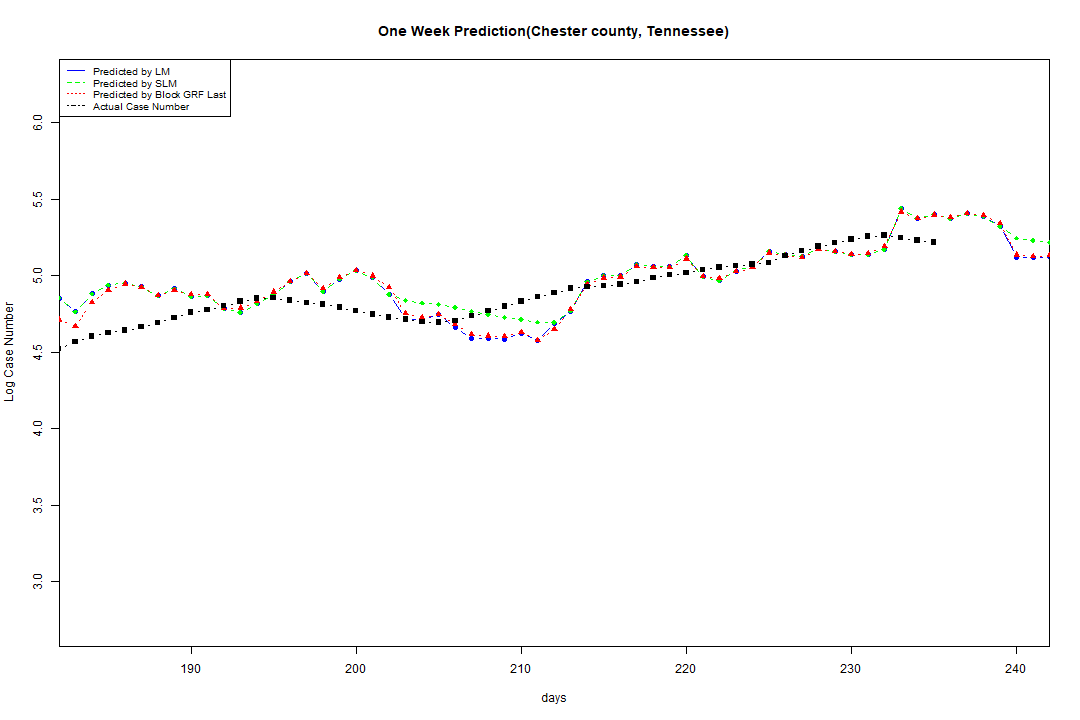 One Week Prediction(Chester county, Tennessee)
Predicted by LM
Predicted by SLM
Predicted by Block GRF Last
Actual Case Number
6.0
5.5
5.0
4.5
4.0
3.5
3.0
Log Case Number
190 200 210 220 230 240
days